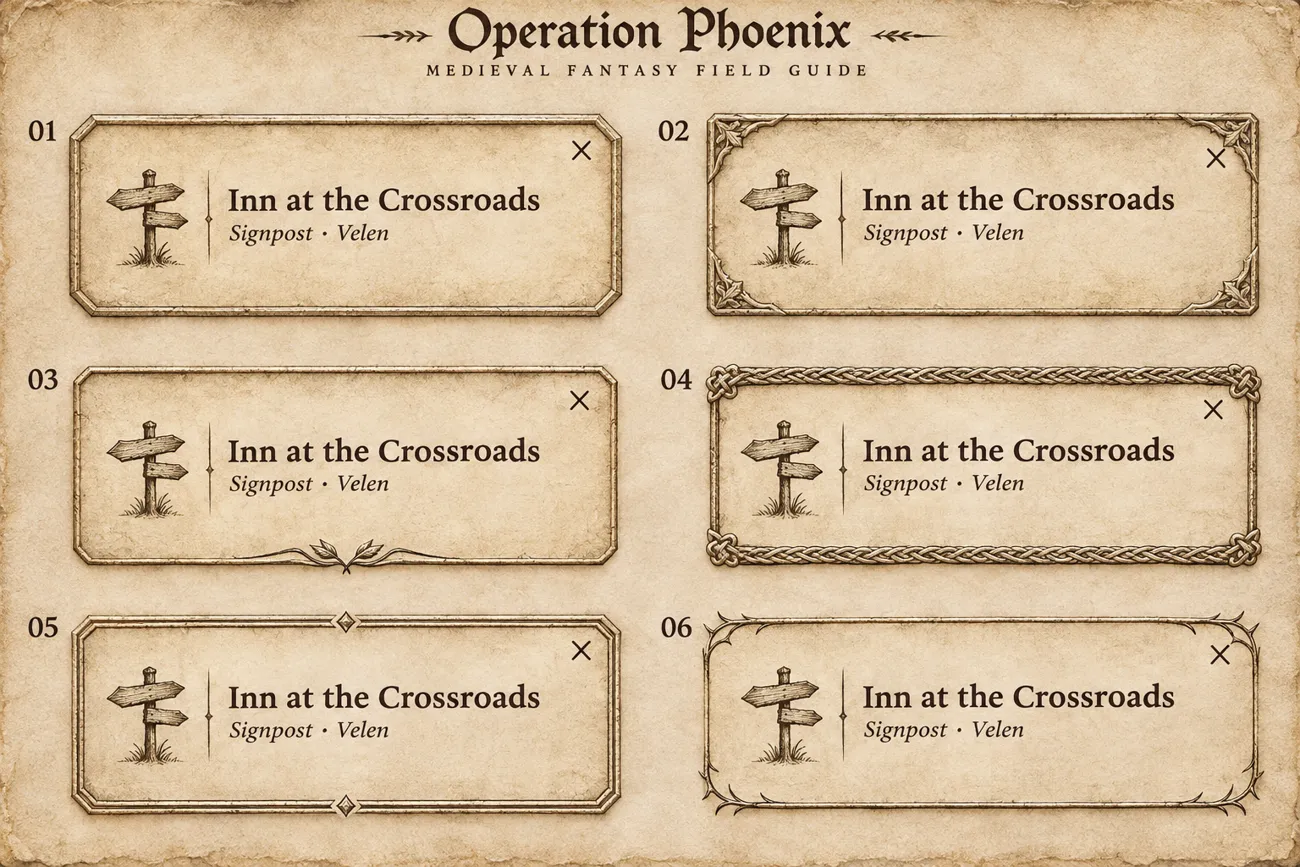 Operation Phoenix
MEDIEVAL FANTASY FIELD GUIDE
01
Inn at the Crossroads
Signpost · Velen
02
Inn at the Crossroads
Signpost · Velen
03
Inn at the Crossroads
Signpost · Velen
04
Inn at the Crossroads
Signpost · Velen
05
Inn at the Crossroads
Signpost · Velen
06
Inn at the Crossroads
Signpost · Velen